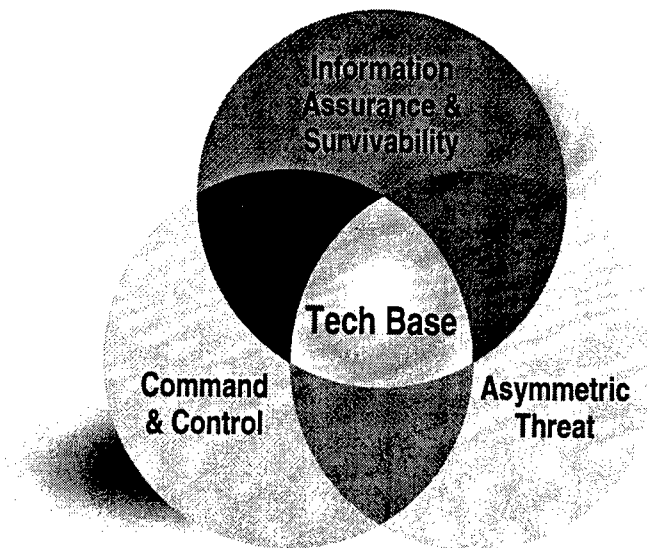 Information
Assurance &
Survivability
Tech Base
Command
& Control
Asymmetric
Threat